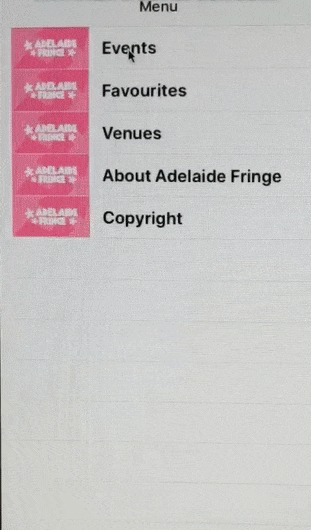 Menu
ADELAIDE
FRINGE
Events
ADELAIDE
FRINGE
Favourites
ADELAIDE
FRINGE
Venues
ADELAIDE
FRINGE
About Adelaide Fringe
ADELAIDE
FRINGE
Copyright